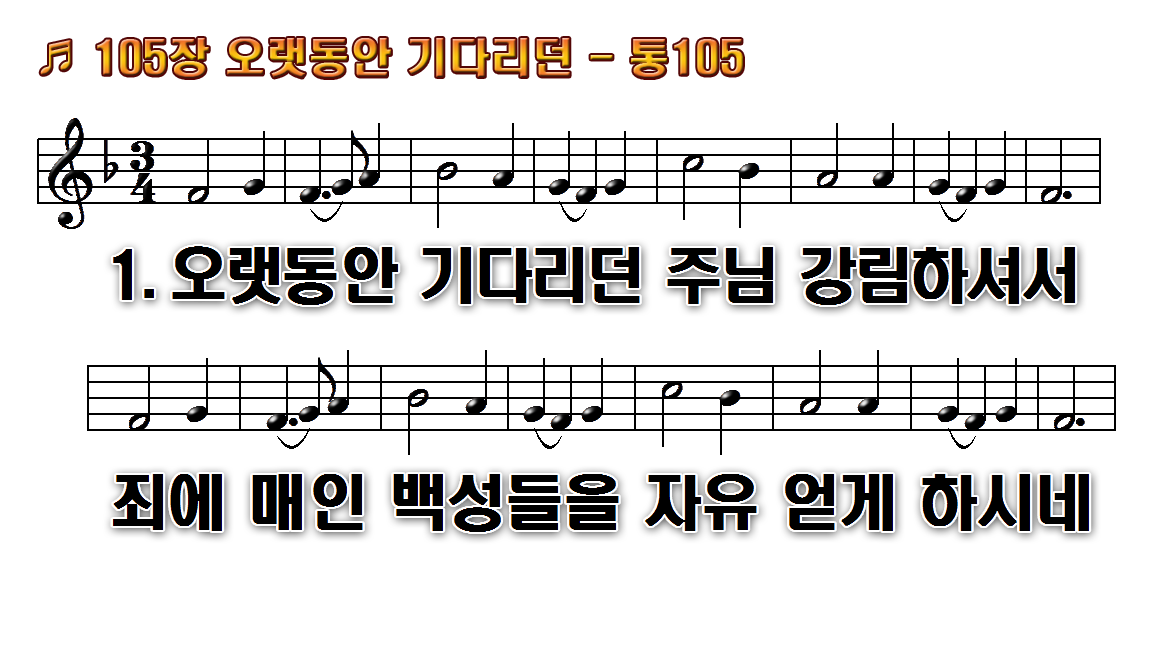 ♬ 105장 오랫동안 기다리던 - 통105
3
4
1. 오랫동안 기다리던 주님 강림하셔서
죄에 매인 백성들을 자유 얻게 하시네